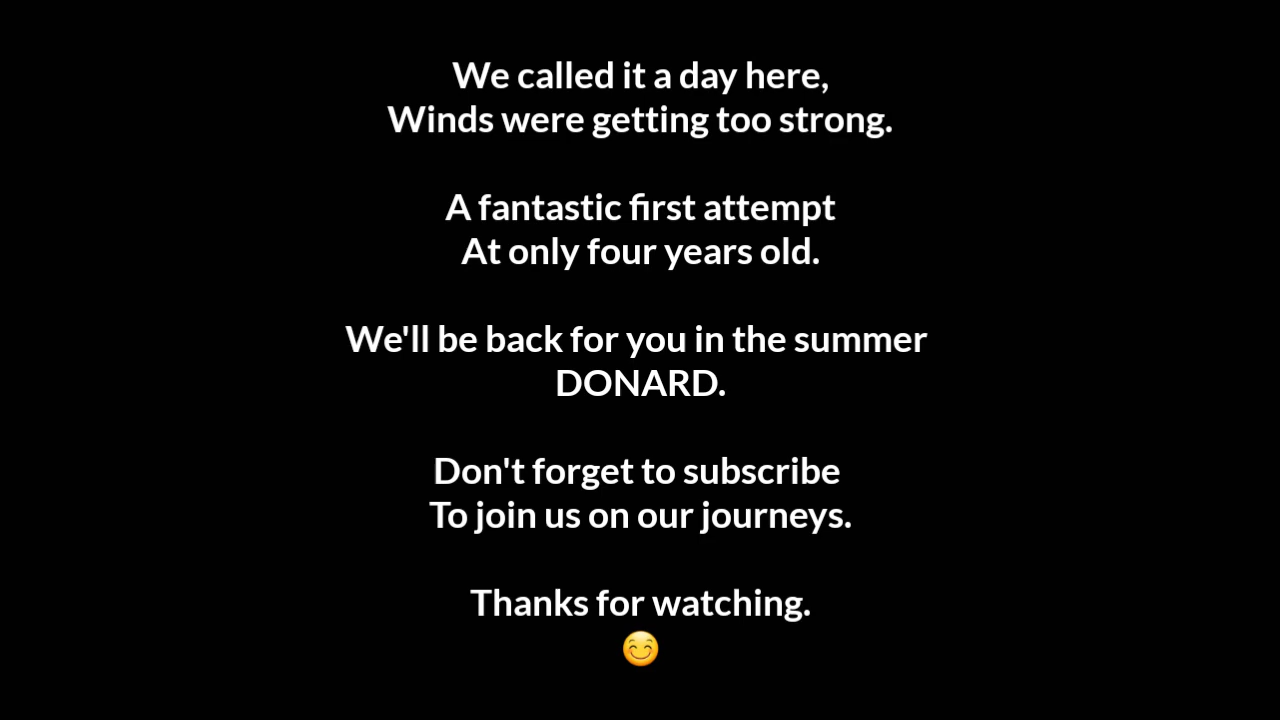 We called it a day here,
Winds were getting too strong.
A fantastic first attempt
At only four years old.
We'll be back for you in the summer
DONARD.
Don't forget to subscribe
To join us on our journeys.
Thanks for watching.
😊